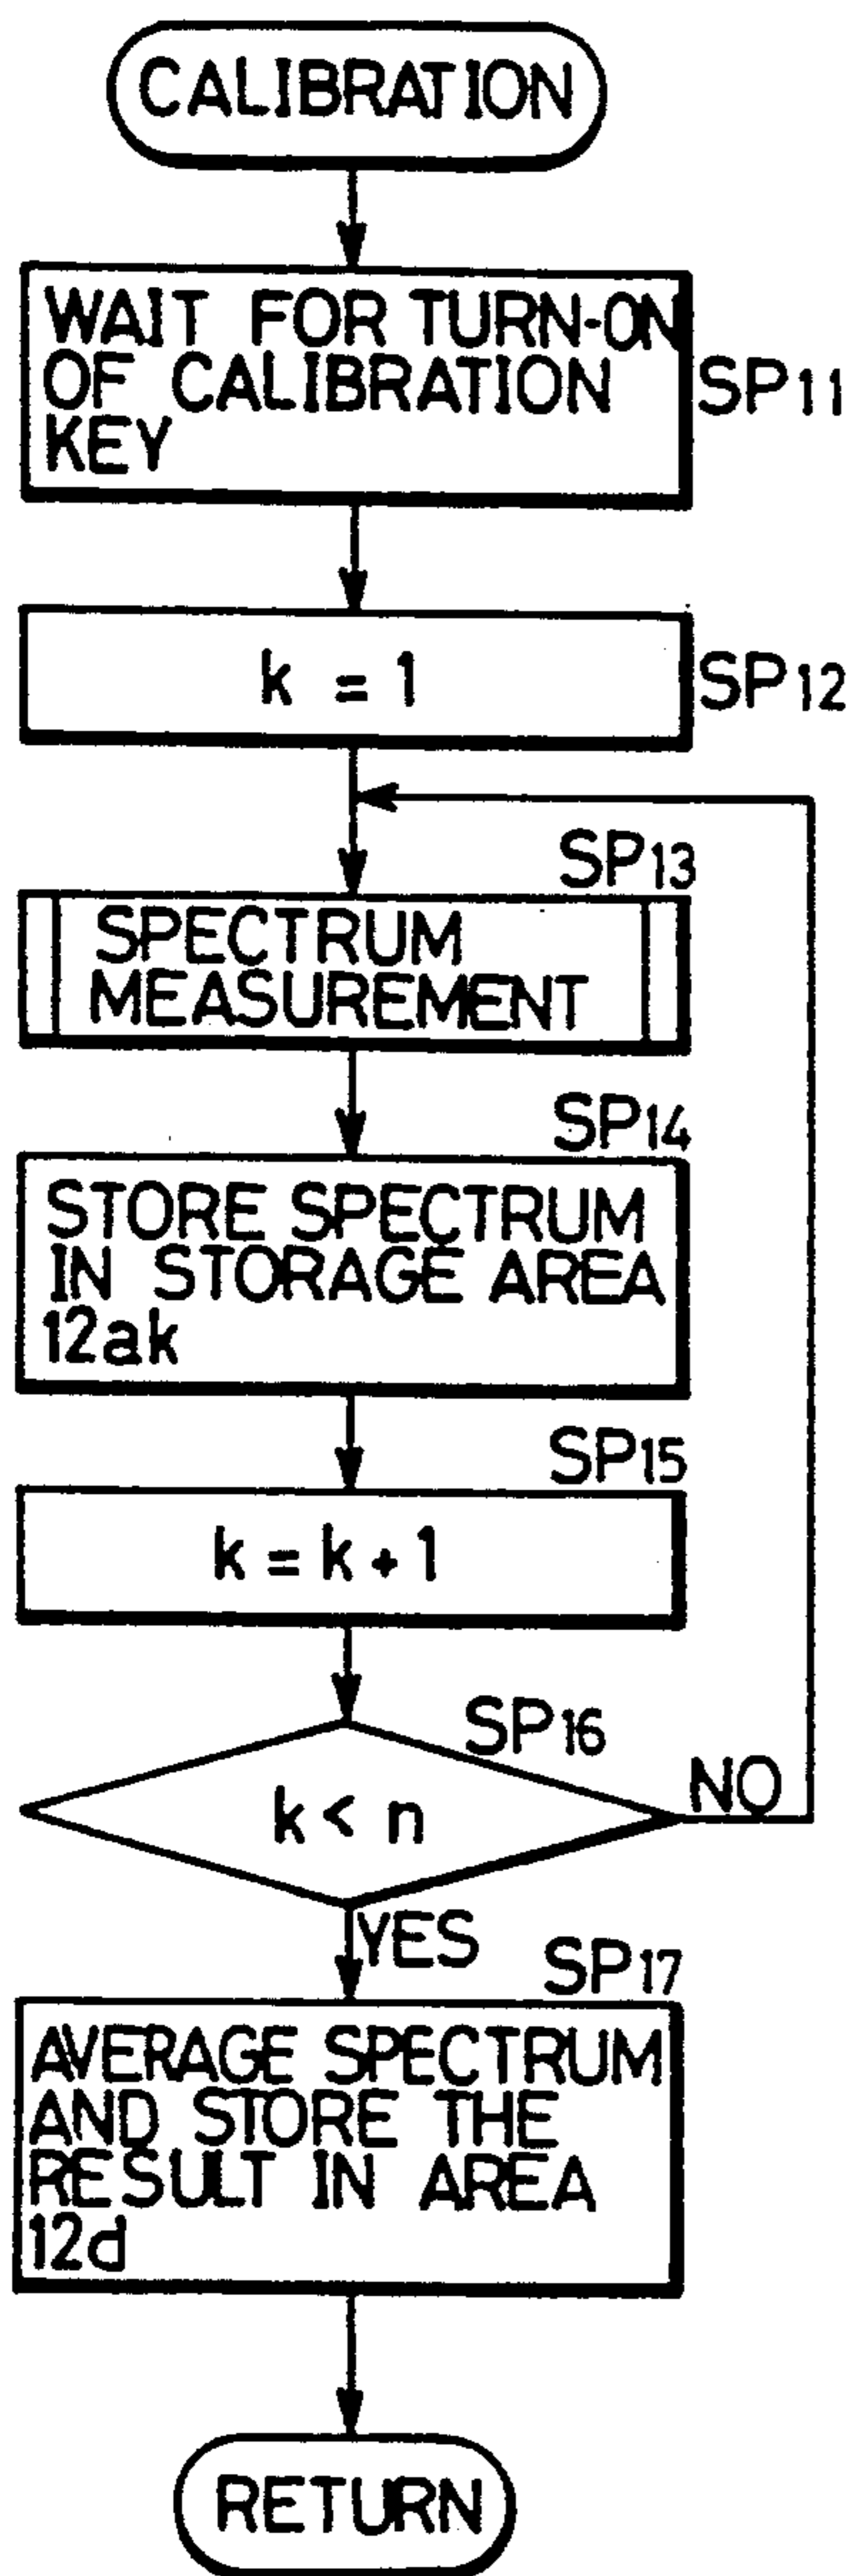 CALIBRATION
WAIT FOR TURN-ON
OF CALIBRATION
KEY
SP11
k = 1
SP12
SP13
SPECTRUM
MEASUREMENT
SP14
STORE SPECTRUM
IN STORAGE AREA
12ak
SP15
k = k + 1
SP16
k < n
NO
YES
SP17
AVERAGE SPECTRUM
AND STORE THE
RESULT IN AREA
12d
RETURN